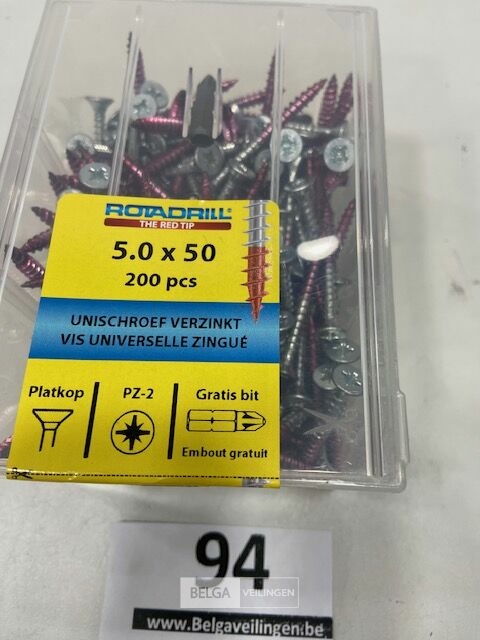 ROTADRILL®
THE RED TIP
5.0 x 50
200 pcs
UNISCHROEF VERZINKT
VIS UNIVERSELLE ZINGUÉ
Platkop
PZ-2
Gratis bit
Embout gratuit
94
BELGA VEILINGEN
www.Belgaveilingen.be